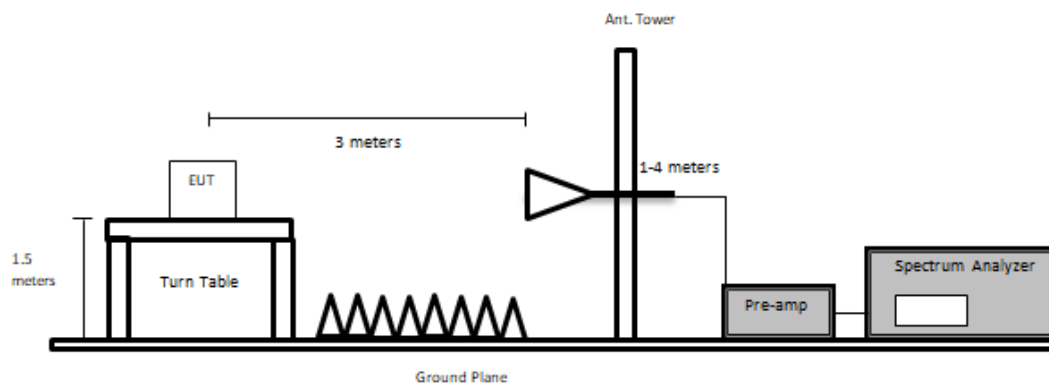 Ant. Tower
3 meters
1-4 meters
EUT
1.5
meters
Turn Table
Spectrum Analyzer
Pre-amp
Ground Plane